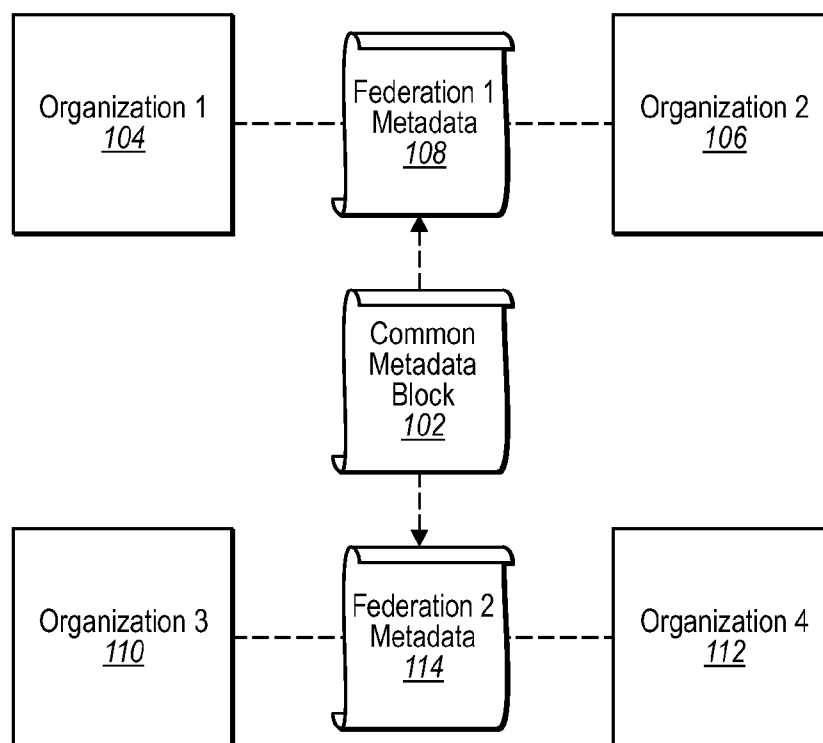 Organization 1
104
Federation 1
Metadata
108
Organization 2
106
Common
Metadata
Block
102
Organization 3
110
Federation 2
Metadata
114
Organization 4
112